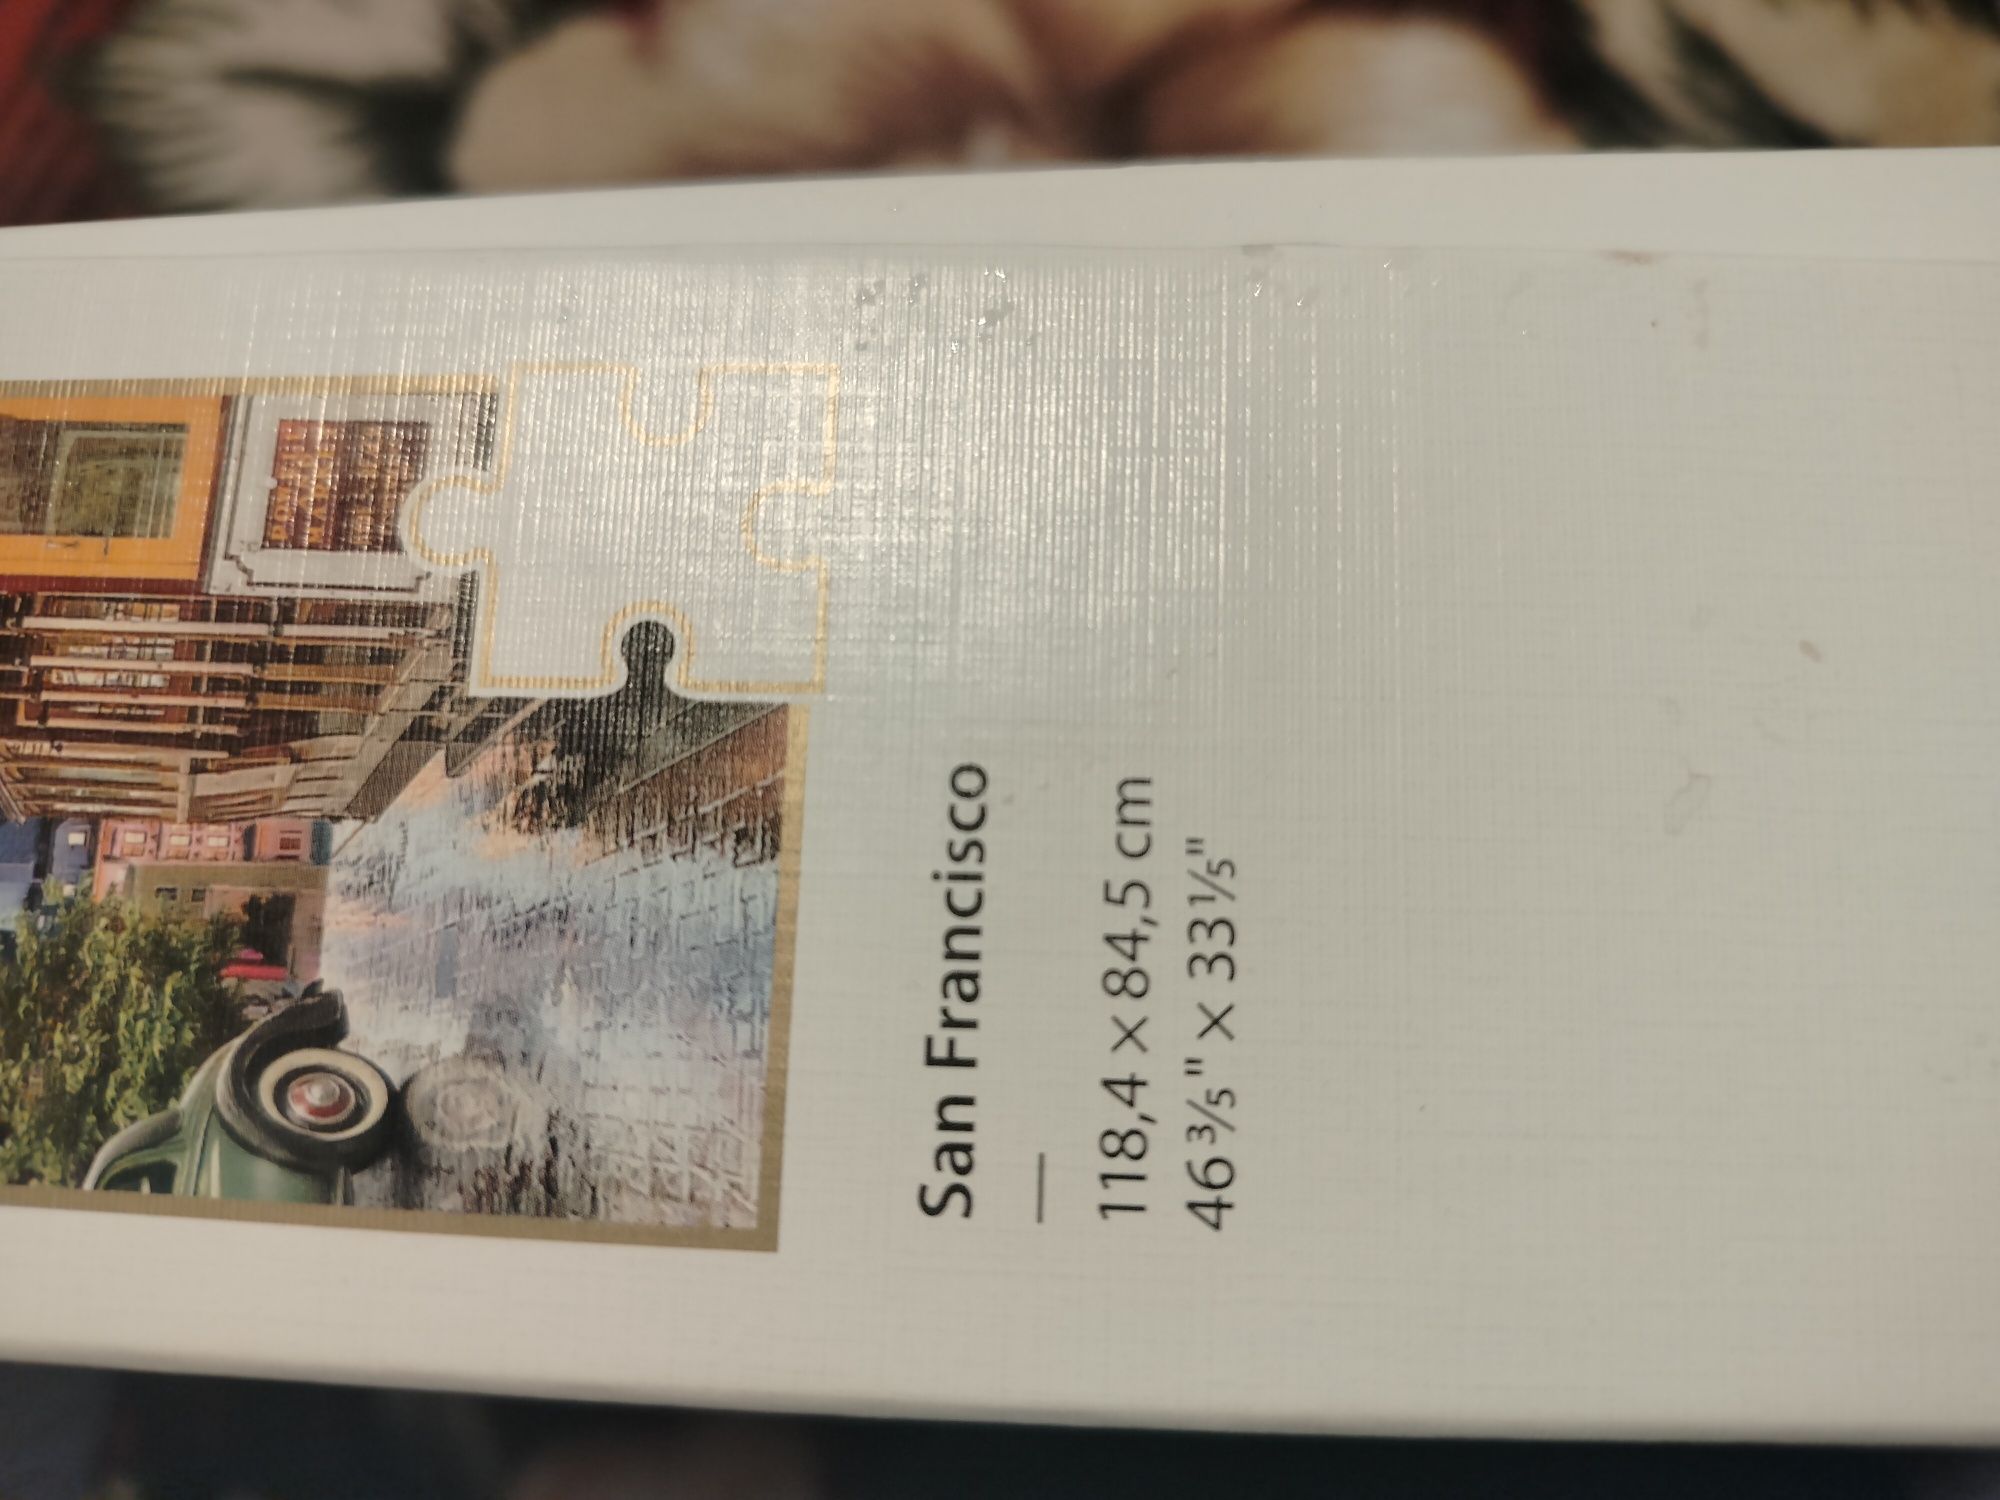 San Francisco
118,4 x 84,5 cm
46 3/5" x 33 1/5"